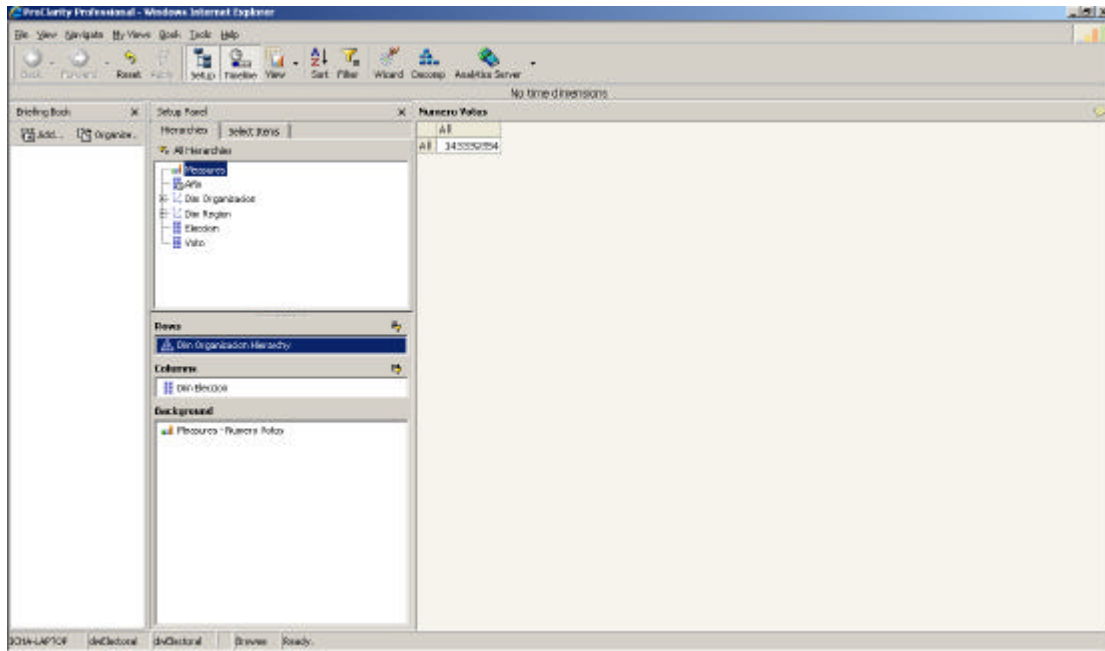 ProClarity Professional - Windows Internet Explorer
File View Navigate My Views Book Tools Help
Back Forward Reset Apply Setup Timeline View Sort Filter Wizard Decomp Analytics Server
No time dimensions
Briefing Book
Add... Organize..
Setup Panel
Hierarchies Select Items
All Hierarchies
Measures
Dim Organizacion
Dim Region
Eleccion
Voto
Rows
Dim Organizacion Hierarchy
Columns
Dim Eleccion
Background
Measures - Numero Votos
Numero Votos
All
All
dwElectoral dwElectoral Browse Ready.